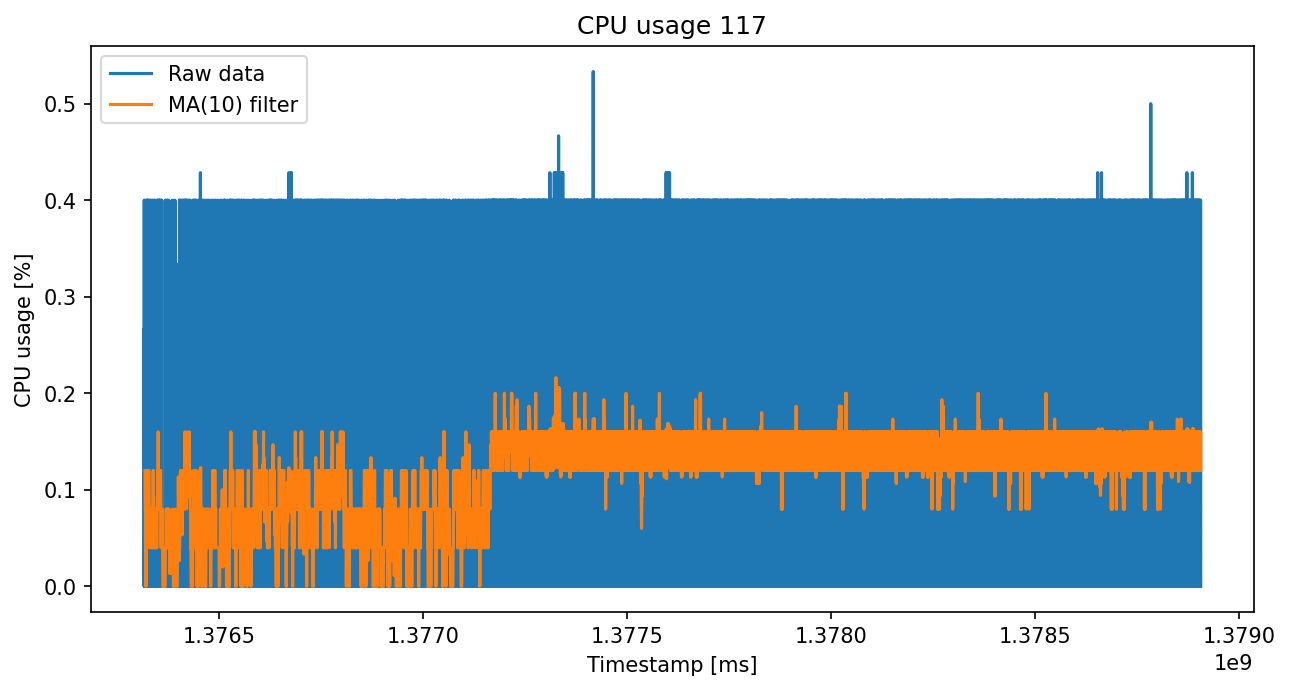 CPU usage 117
Raw data
MA(10) filter
CPU usage [%]
0.5
0.4
0.3
0.2
0.1
0.0
1.3765 1.3770 1.3775 1.3780 1.3785 1.3790
Timestamp [ms]
1e9